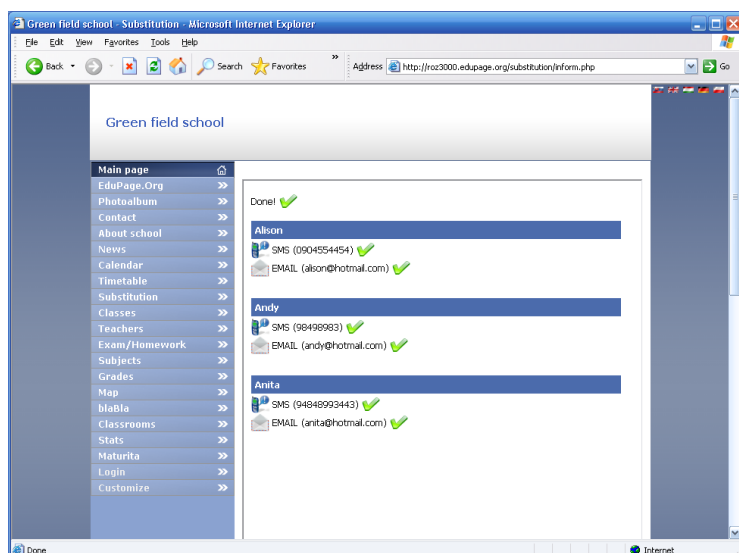 Green field school - Substitution - Microsoft Internet Explorer
File Edit View Favorites Tools Help
Back Search Favorites » Address http://roz3000.edupage.org/substitution/inform.php Go
Green field school
Main page
EduPage.Org
Photoalbum
Contact
About school
News
Calendar
Timetable
Substitution
Classes
Teachers
Exam/Homework
Subjects
Grades
Map
blaBla
Classrooms
Stats
Maturita
Login
Customize
Done!
Alison
SMS (0904554454)
EMAIL (alison@hotmail.com)
Andy
SMS (98498983)
EMAIL (andy@hotmail.com)
Anita
SMS (94848993443)
EMAIL (anita@hotmail.com)
Done Internet